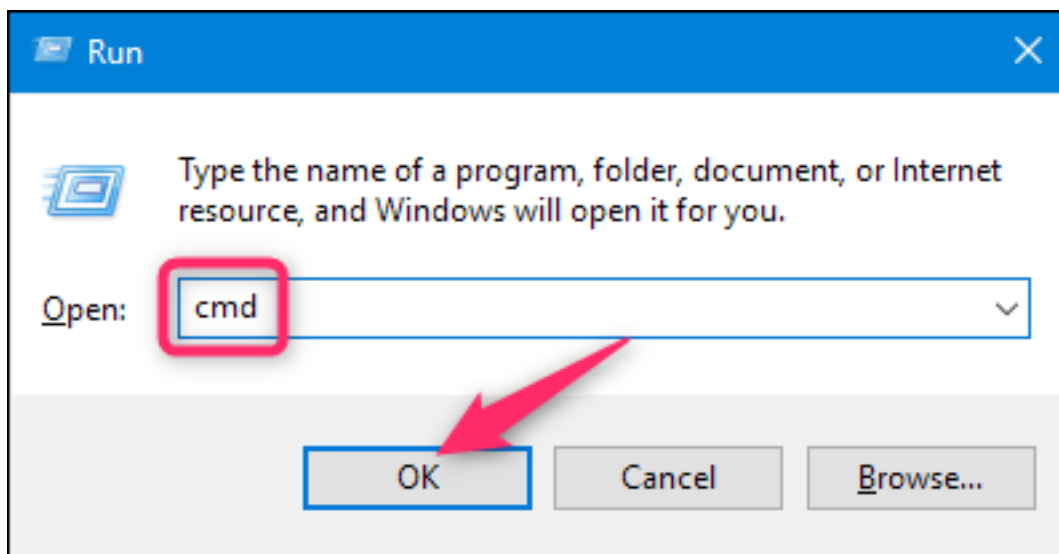 Run
Type the name of a program, folder, document, or Internet
resource, and Windows will open it for you.
Open: cmd
OK Cancel Browse...